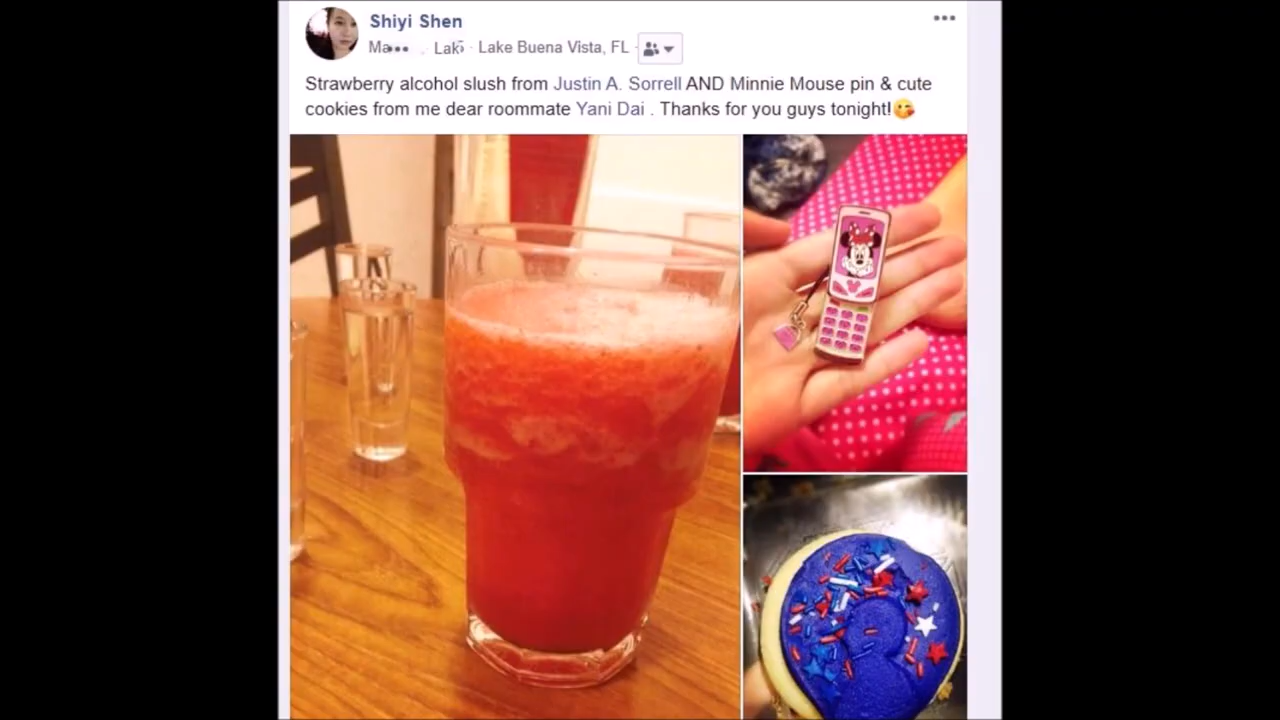 Shiyi Shen
Lake Buena Vista, FL
Strawberry alcohol slush from Justin A. Sorrell AND Minnie Mouse pin & cute
cookies from me dear roommate Yani Dai . Thanks for you guys tonight!😋